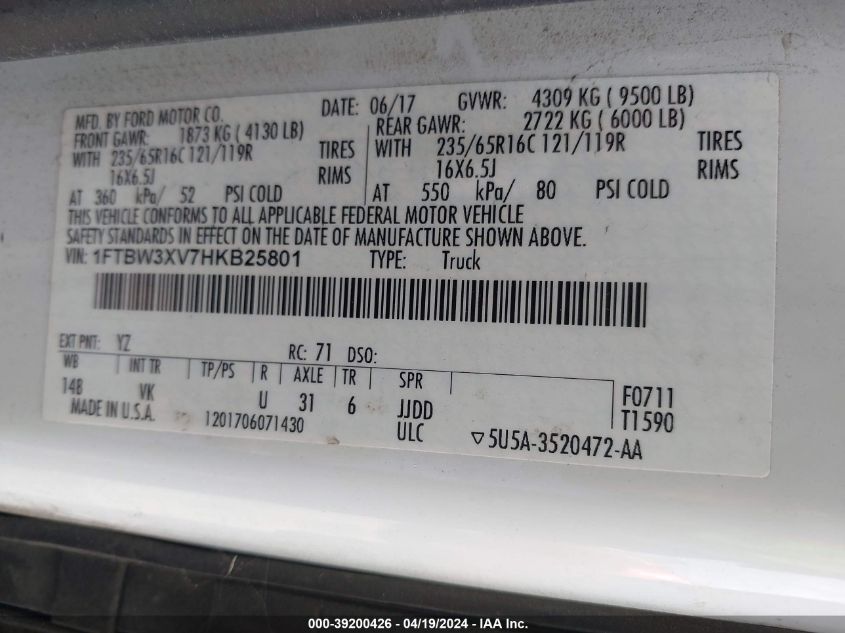 MFD. BY FORD MOTOR CO. DATE: 06/17 GVWR: 4309 KG ( 9500 LB)
FRONT GAWR: 1873 KG ( 4130 LB) REAR GAWR: 2722 KG ( 6000 LB)
WITH 235/65R16C 121/119R TIRES WITH 235/65R16C 121/119R TIRES
16X6.5J RIMS 16X6.5J RIMS
AT 360 kPa/ 52 PSI COLD AT 550 kPa/ 80 PSI COLD
THIS VEHICLE CONFORMS TO ALL APPLICABLE FEDERAL MOTOR VEHICLE
SAFETY STANDARDS IN EFFECT ON THE DATE OF MANUFACTURE SHOWN ABOVE.
VIN: 1FTBW3XV7HKB25801 TYPE: Truck
EXT PNT: YZ RC: 71 DSO:
WB INT TR TP/PS R AXLE TR SPR
148 VK U 31 6 JJDD F0711
MADE IN U.S.A. 1201706071430 ULC T1590
▽5U5A-3520472-AA
000-39200426 - 04/19/2024 - IAA Inc.